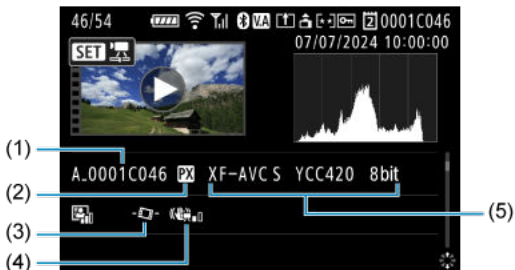 46/54 V.A 2 0001C046
07/07/2024 10:00:00
SET
(1)
A_0001C046 PX XF-AVC S YCC420 8bit
(2)
(5)
(3)
(4)